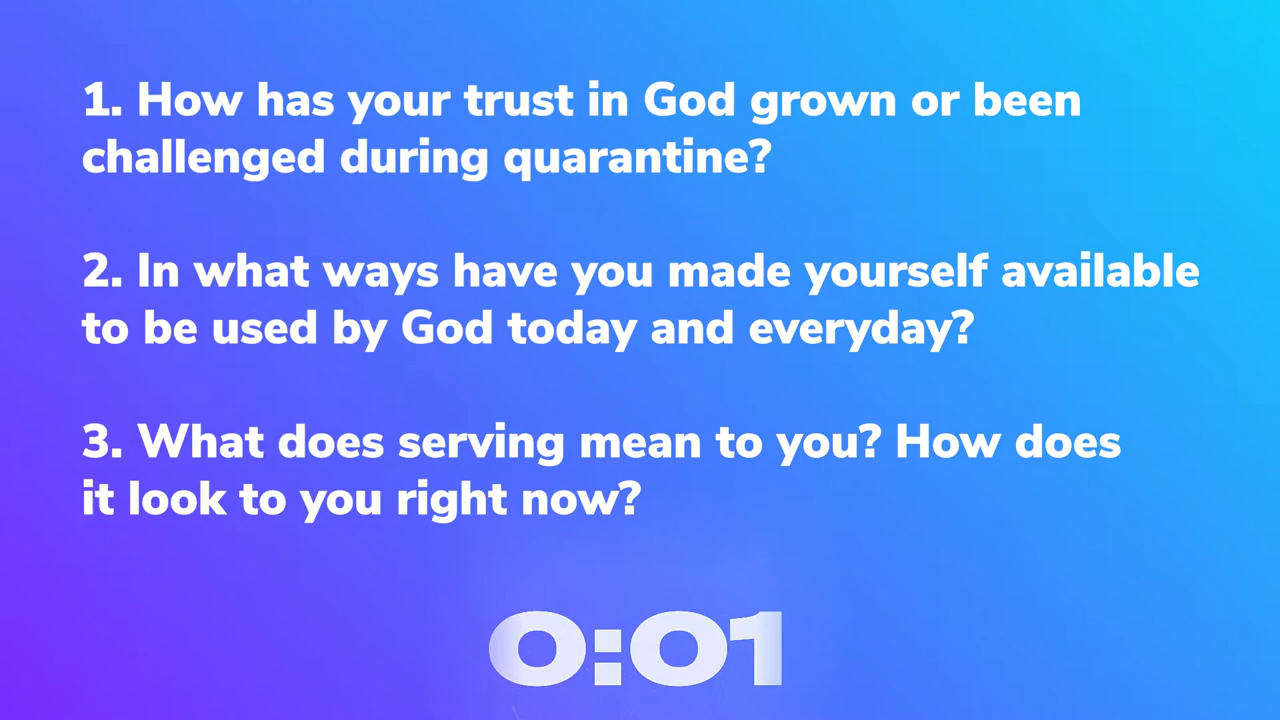 1. How has your trust in God grown or been
challenged during quarantine?
2. In what ways have you made yourself available
to be used by God today and everyday?
3. What does serving mean to you? How does
it look to you right now?
0:01